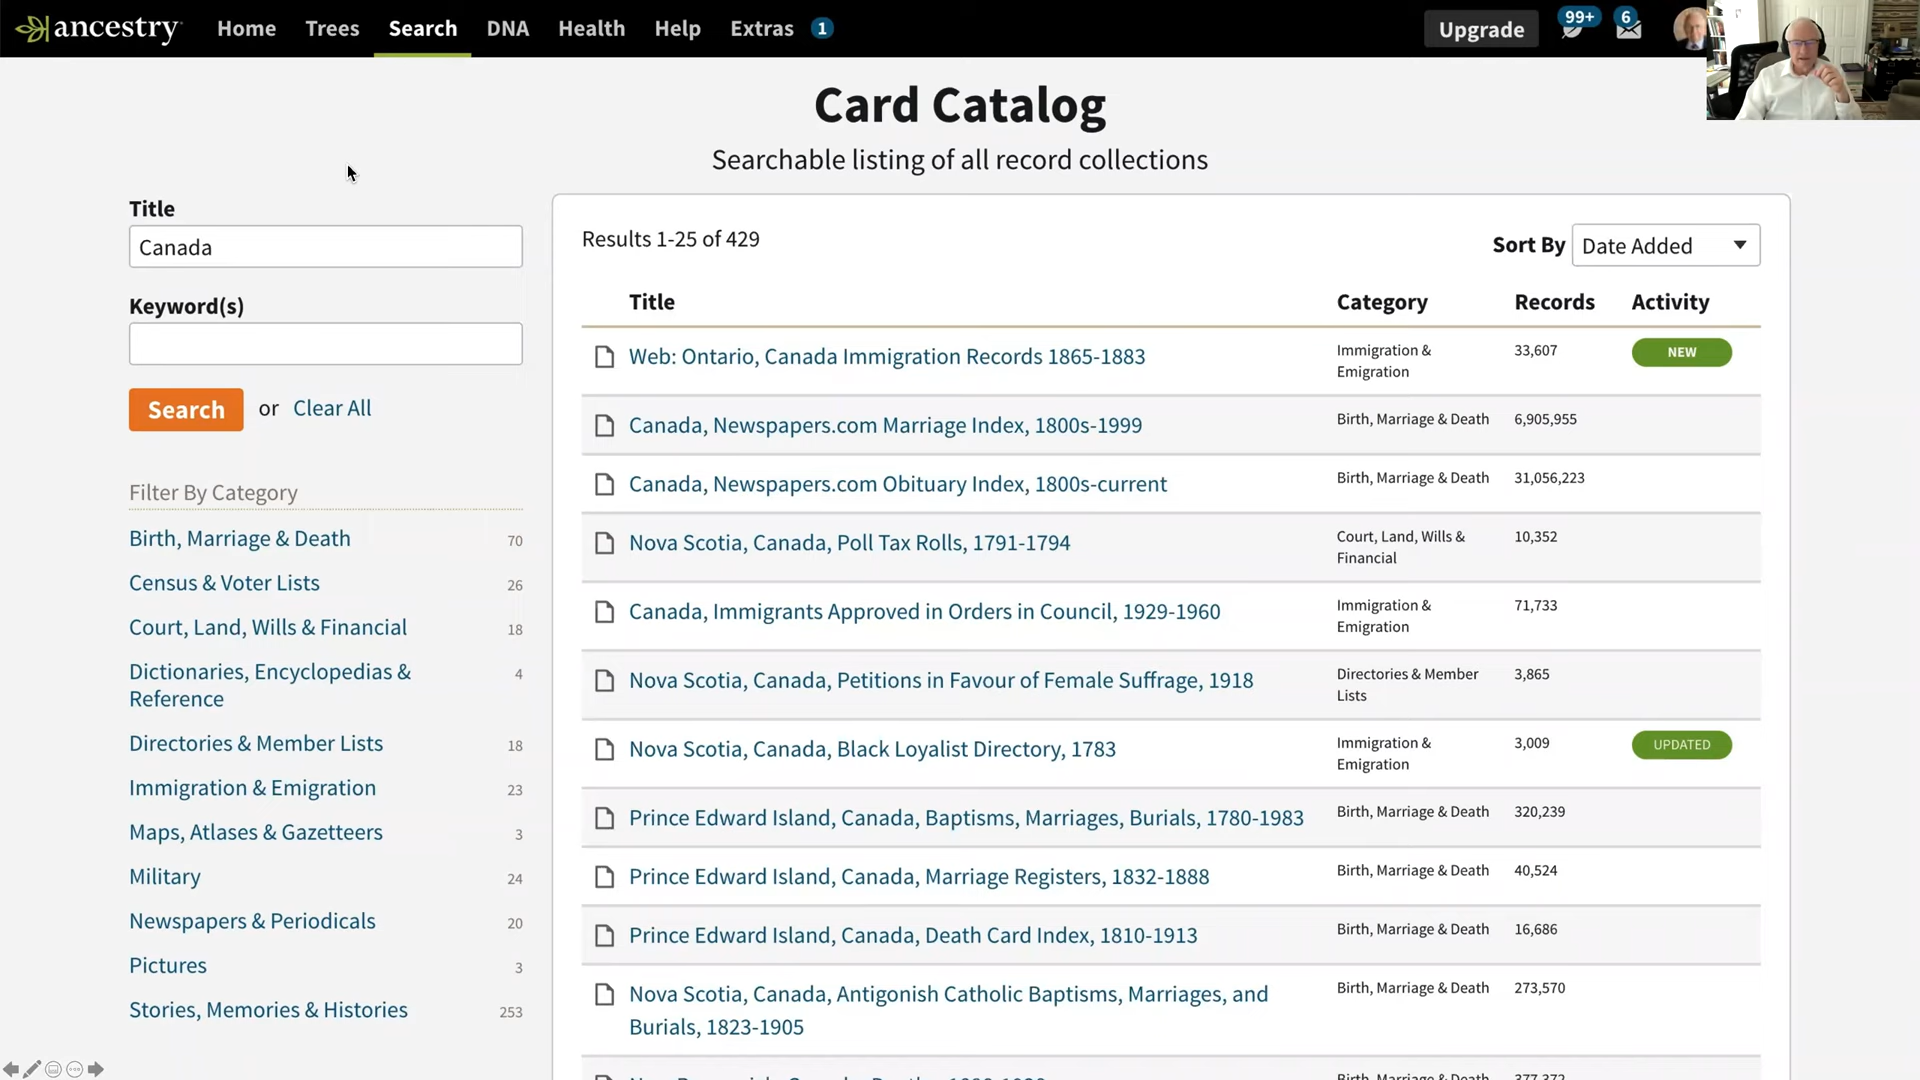 ancestry Home Trees Search DNA Health Help Extras 1 Upgrade 99+ 6
Card Catalog
Searchable listing of all record collections
Title
Canada
Keyword(s)
Search or Clear All
Filter By Category
Birth, Marriage & Death 70
Census & Voter Lists 26
Court, Land, Wills & Financial 18
Dictionaries, Encyclopedias & 4
Reference
Directories & Member Lists 18
Immigration & Emigration 23
Maps, Atlases & Gazetteers 3
Military 24
Newspapers & Periodicals 20
Pictures 3
Stories, Memories & Histories 253
Results 1-25 of 429
Sort By Date Added
Title Category Records Activity
Web: Ontario, Canada Immigration Records 1865-1883 Immigration & 33,607 NEW
Emigration
Canada, Newspapers.com Marriage Index, 1800s-1999 Birth, Marriage & Death 6,905,955
Canada, Newspapers.com Obituary Index, 1800s-current Birth, Marriage & Death 31,056,223
Nova Scotia, Canada, Poll Tax Rolls, 1791-1794 Court, Land, Wills & 10,352
Financial
Canada, Immigrants Approved in Orders in Council, 1929-1960 Immigration & 71,733
Emigration
Nova Scotia, Canada, Petitions in Favour of Female Suffrage, 1918 Directories & Member 3,865
Lists
Nova Scotia, Canada, Black Loyalist Directory, 1783 Immigration & 3,009 UPDATED
Emigration
Prince Edward Island, Canada, Baptisms, Marriages, Burials, 1780-1983 Birth, Marriage & Death 320,239
Prince Edward Island, Canada, Marriage Registers, 1832-1888 Birth, Marriage & Death 40,524
Prince Edward Island, Canada, Death Card Index, 1810-1913 Birth, Marriage & Death 16,686
Nova Scotia, Canada, Antigonish Catholic Baptisms, Marriages, and Birth, Marriage & Death 273,570
Burials, 1823-1905
Birth, Marriage & Death 377,372